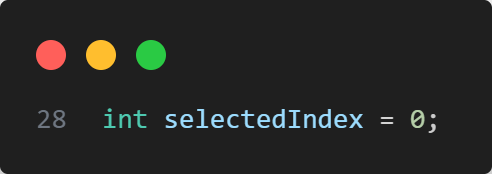 28 int selectedIndex = 0;